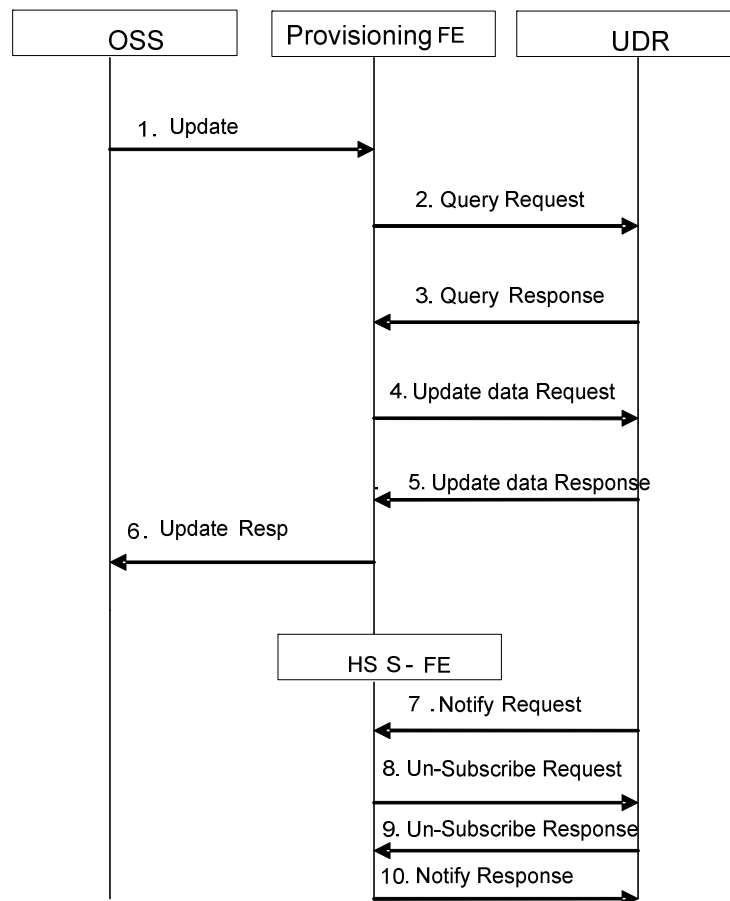 OSS
Provisioning FE
UDR
1. Update
2. Query Request
3. Query Response
4. Update data Request
5. Update data Response
6. Update Resp
HS S- FE
7 .Notify Request
8. Un-Subscribe Request
9. Un-Subscribe Response
10. Notify Response